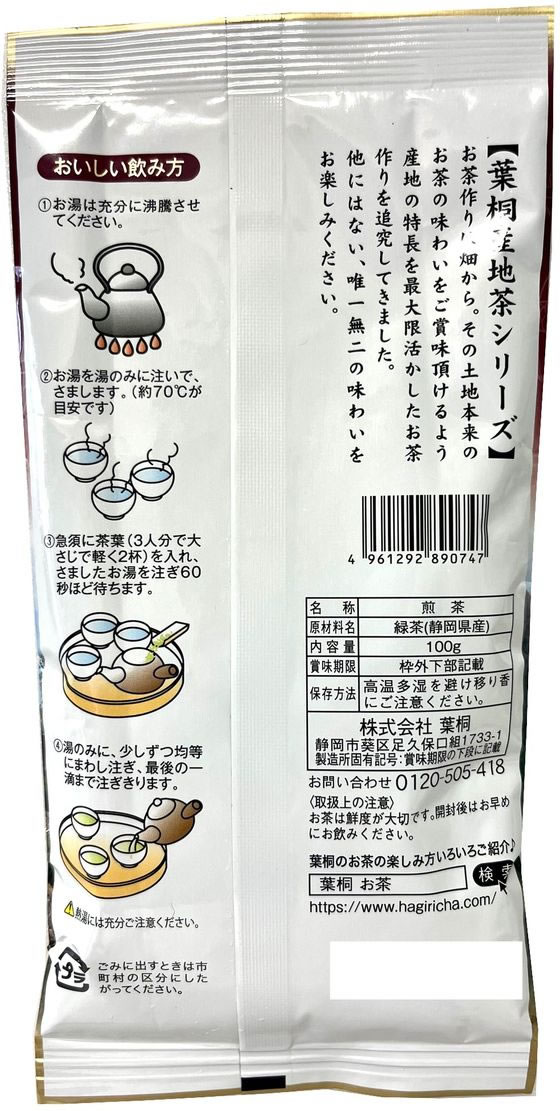 おいしい飲み方
①お湯は充分に沸騰させ
てください。
②お湯を湯のみに注いで、
さまします。(約70℃が
目安です)
③急須に茶葉(3人分で大
さじで軽く2杯)を入れ、
さましたお湯を注ぎ60
秒ほど待ちます。
④湯のみに、少しずつ均等
にまわし注ぎ、最後の一
滴まで注ぎきります。
⚠熱湯には充分ご注意ください。
プラ
ごみに出すときは市
町村の区分にした
がってください。
【葉桐産地茶シリーズ】
お茶作りは畑から。その土地本来の
お茶の味わいをご賞味頂けるよう
産地の特長を最大限活かしたお茶
作りを追究してきました。
他にはない、唯一無二の味わいを
お楽しみください。
4 961292 890747
名 称 煎 茶
原材料名 緑茶(静岡県産)
内容量 100g
賞味期限 枠外下部記載
保存方法 高温多湿を避け移り香
にご注意ください。
株式会社 葉桐
静岡市葵区足久保口組1733-1
製造所固有記号:賞味期限の下段に記載
お問い合わせ 0120-505-418
〈取扱上の注意〉
お茶は鮮度が大切です。開封後はお早め
にお飲みください。
葉桐のお茶の楽しみ方いろいろご紹介♪
葉桐 お茶 検索
https://www.hagiricha.com/